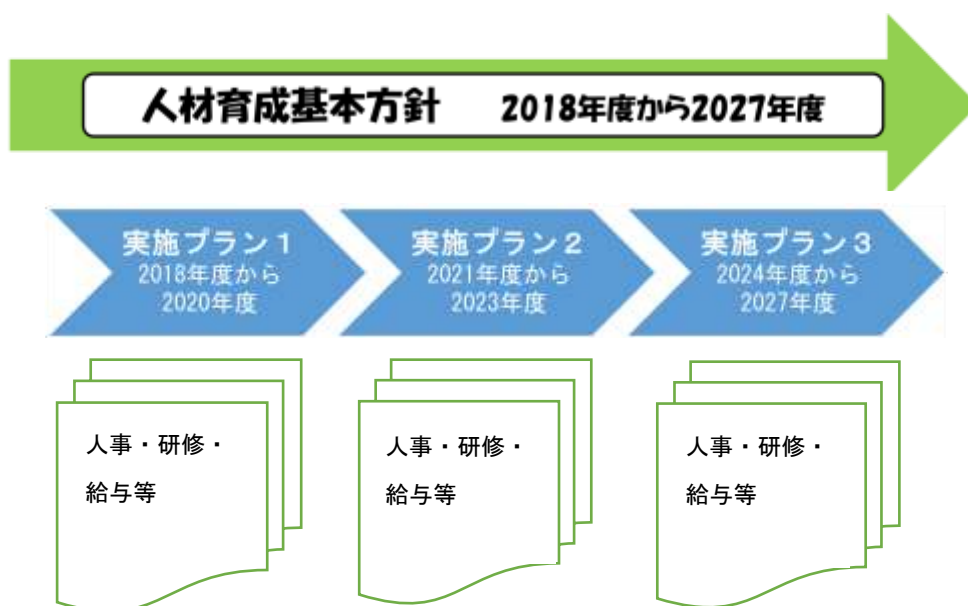 人材育成基本方針　2018年度から2027年度
実施プラン１
2018年度から
2020年度
実施プラン２
2021年度から
2023年度
実施プラン３
2024年度から
2027年度
人事・研修・
給与等
人事・研修・
給与等
人事・研修・
給与等